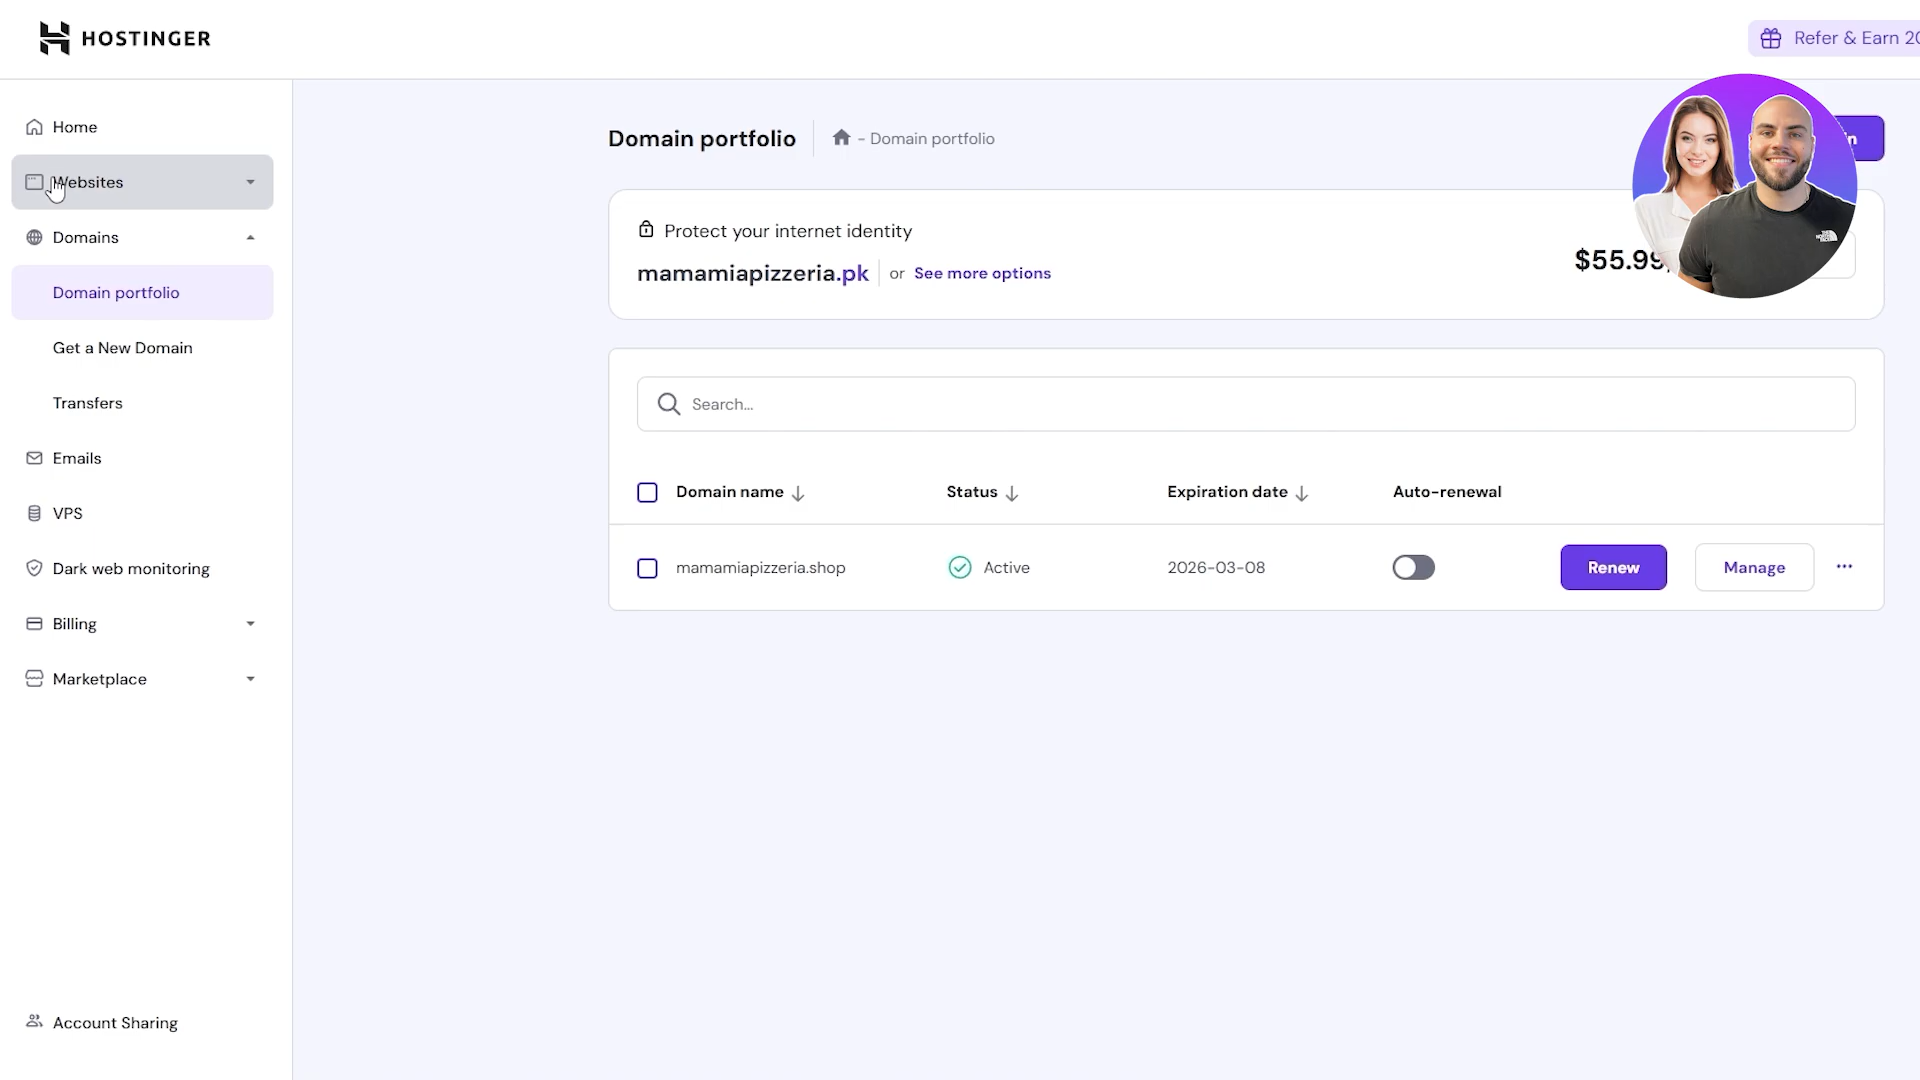 HOSTINGER
Refer & Earn
Home
Websites
Domains
Domain portfolio
Get a New Domain
Transfers
Emails
VPS
Dark web monitoring
Billing
Marketplace
Account Sharing
Domain portfolio
- Domain portfolio
Protect your internet identity
mamamiapizzeria.pk or See more options
$55.99
Search...
Domain name Status Expiration date Auto-renewal
mamamiapizzeria.shop Active 2026-03-08 Renew Manage